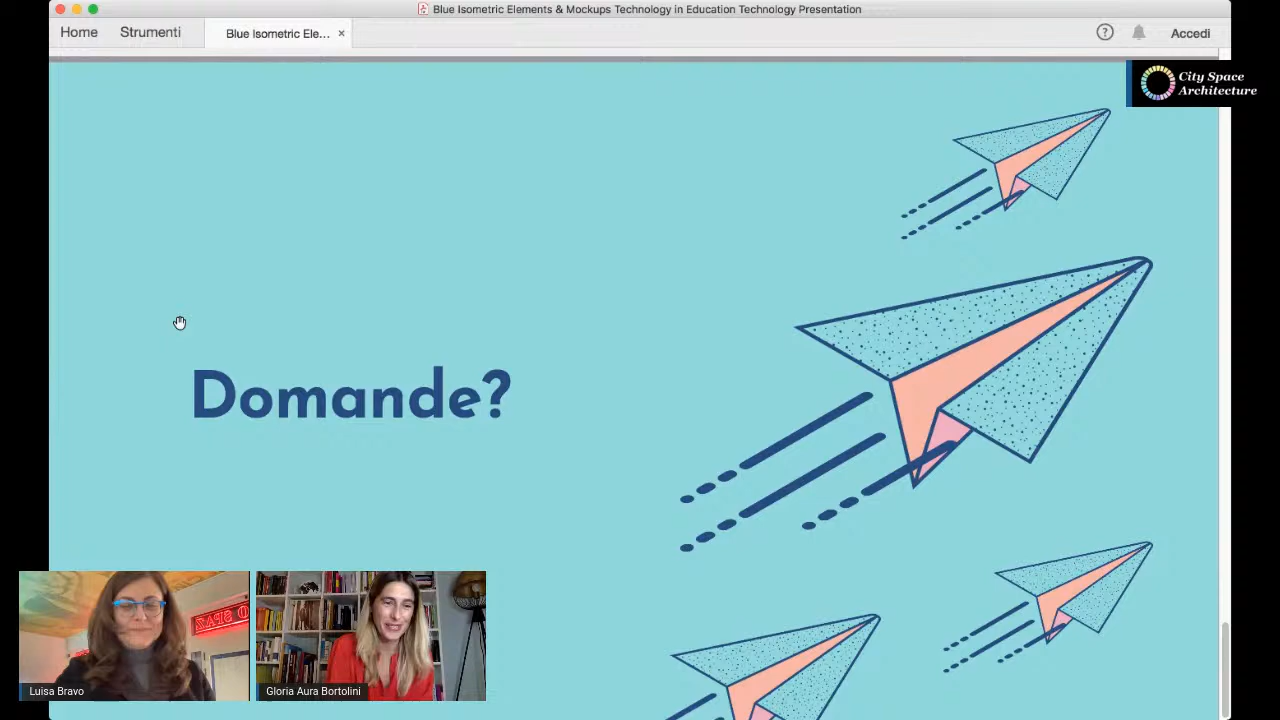 Blue Isometric Elements & Mockups Technology in Education Technology Presentation
Home Strumenti Blue Isometric Ele... × ? Accedi
City Space
Architecture
Domande?
Luisa Bravo
Gloria Aura Bortolini